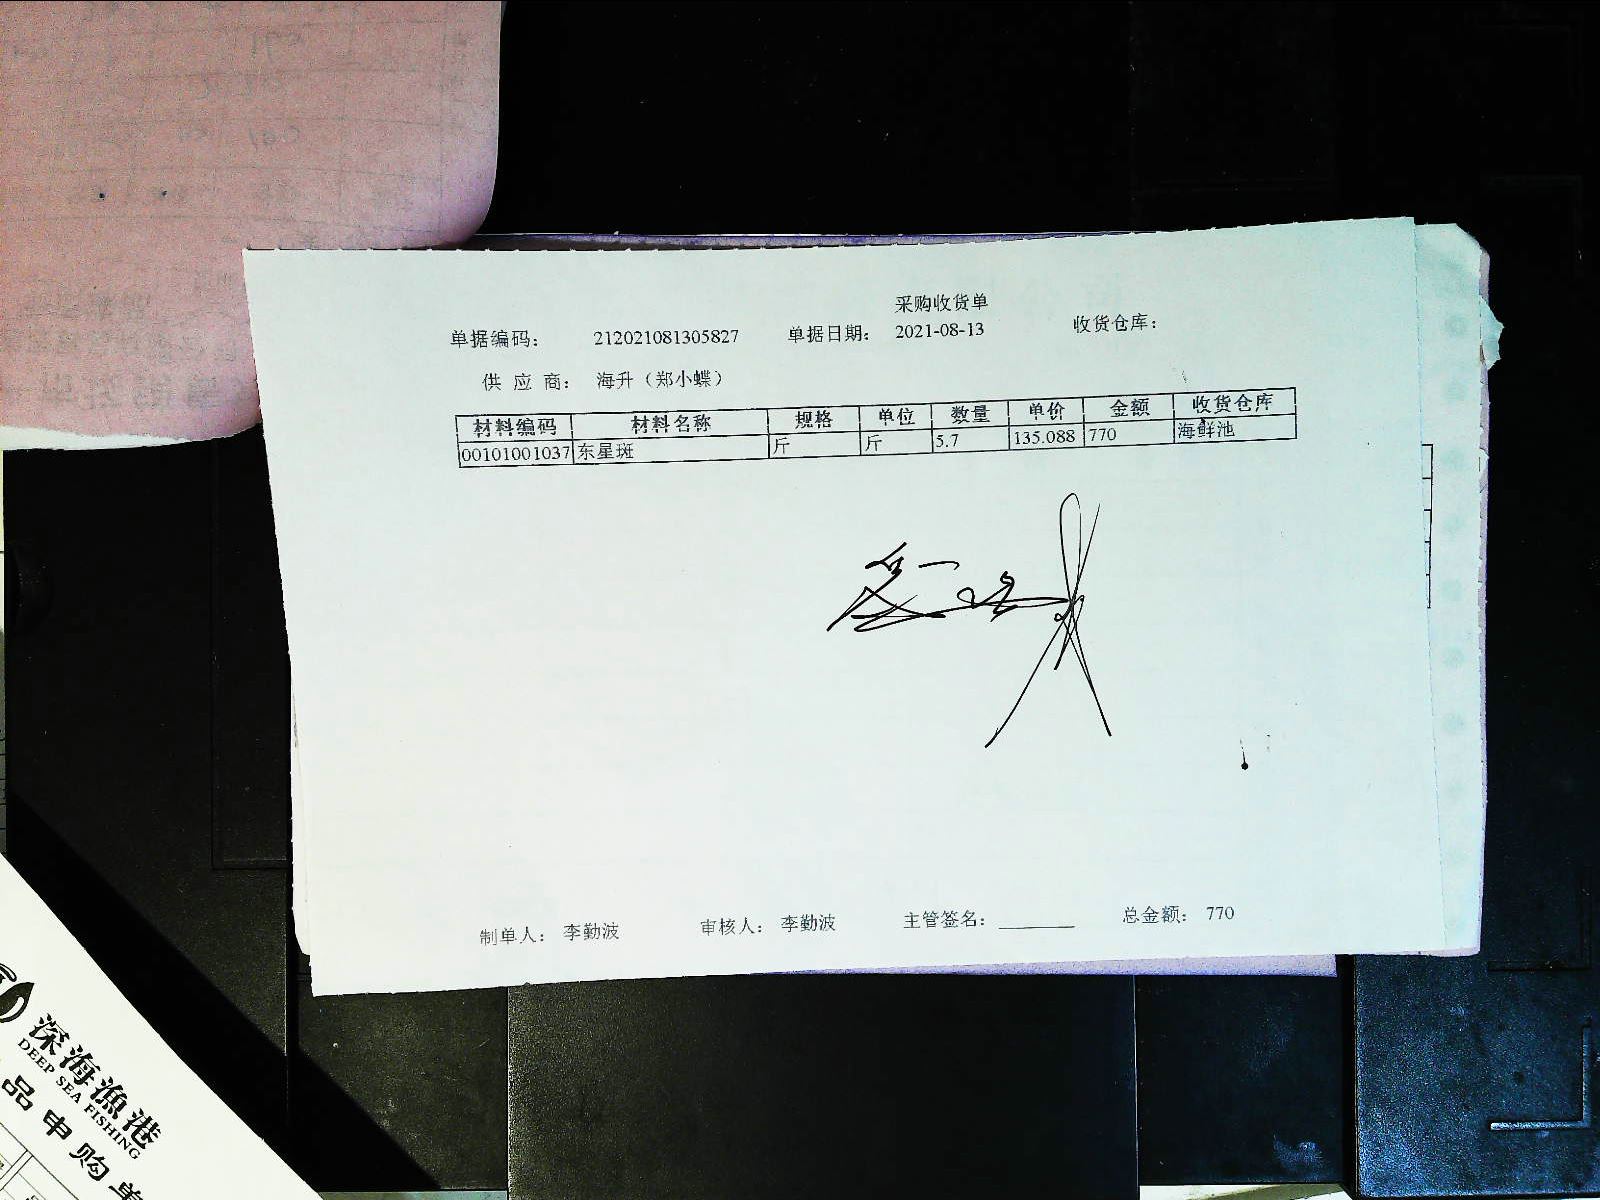 采购收货单
单据编码: 212021081305827 单据日期: 2021-08-13 收货仓库:
供 应 商: 海升（郑小蝶）
材料编码 材料名称 规格 单位 数量 单价 金额 收货仓库
00101001037 东星斑 斤 斤 5.7 135.088 770 海鲜池
制单人: 李勤波 审核人: 李勤波 主管签名: 总金额: 770
深海渔港
DEEP SEA FISHING
品申购单